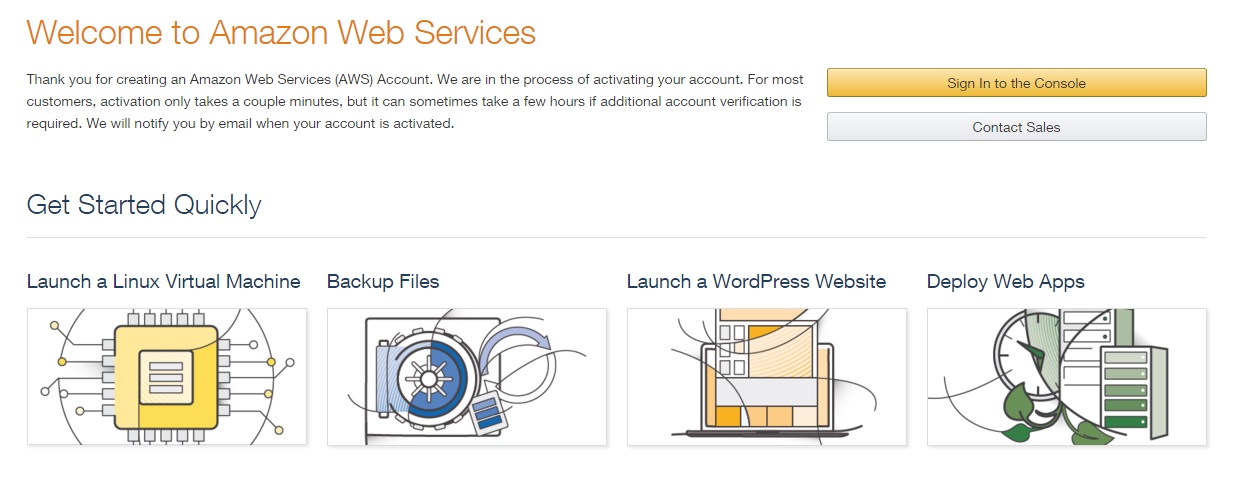 Welcome to Amazon Web Services
Thank you for creating an Amazon Web Services (AWS) Account. We are in the process of activating your account. For most
customers, activation only takes a couple minutes, but it can sometimes take a few hours if additional account verification is
required. We will notify you by email when your account is activated.
Sign In to the Console
Contact Sales
Get Started Quickly
Launch a Linux Virtual Machine
Backup Files
Launch a WordPress Website
Deploy Web Apps